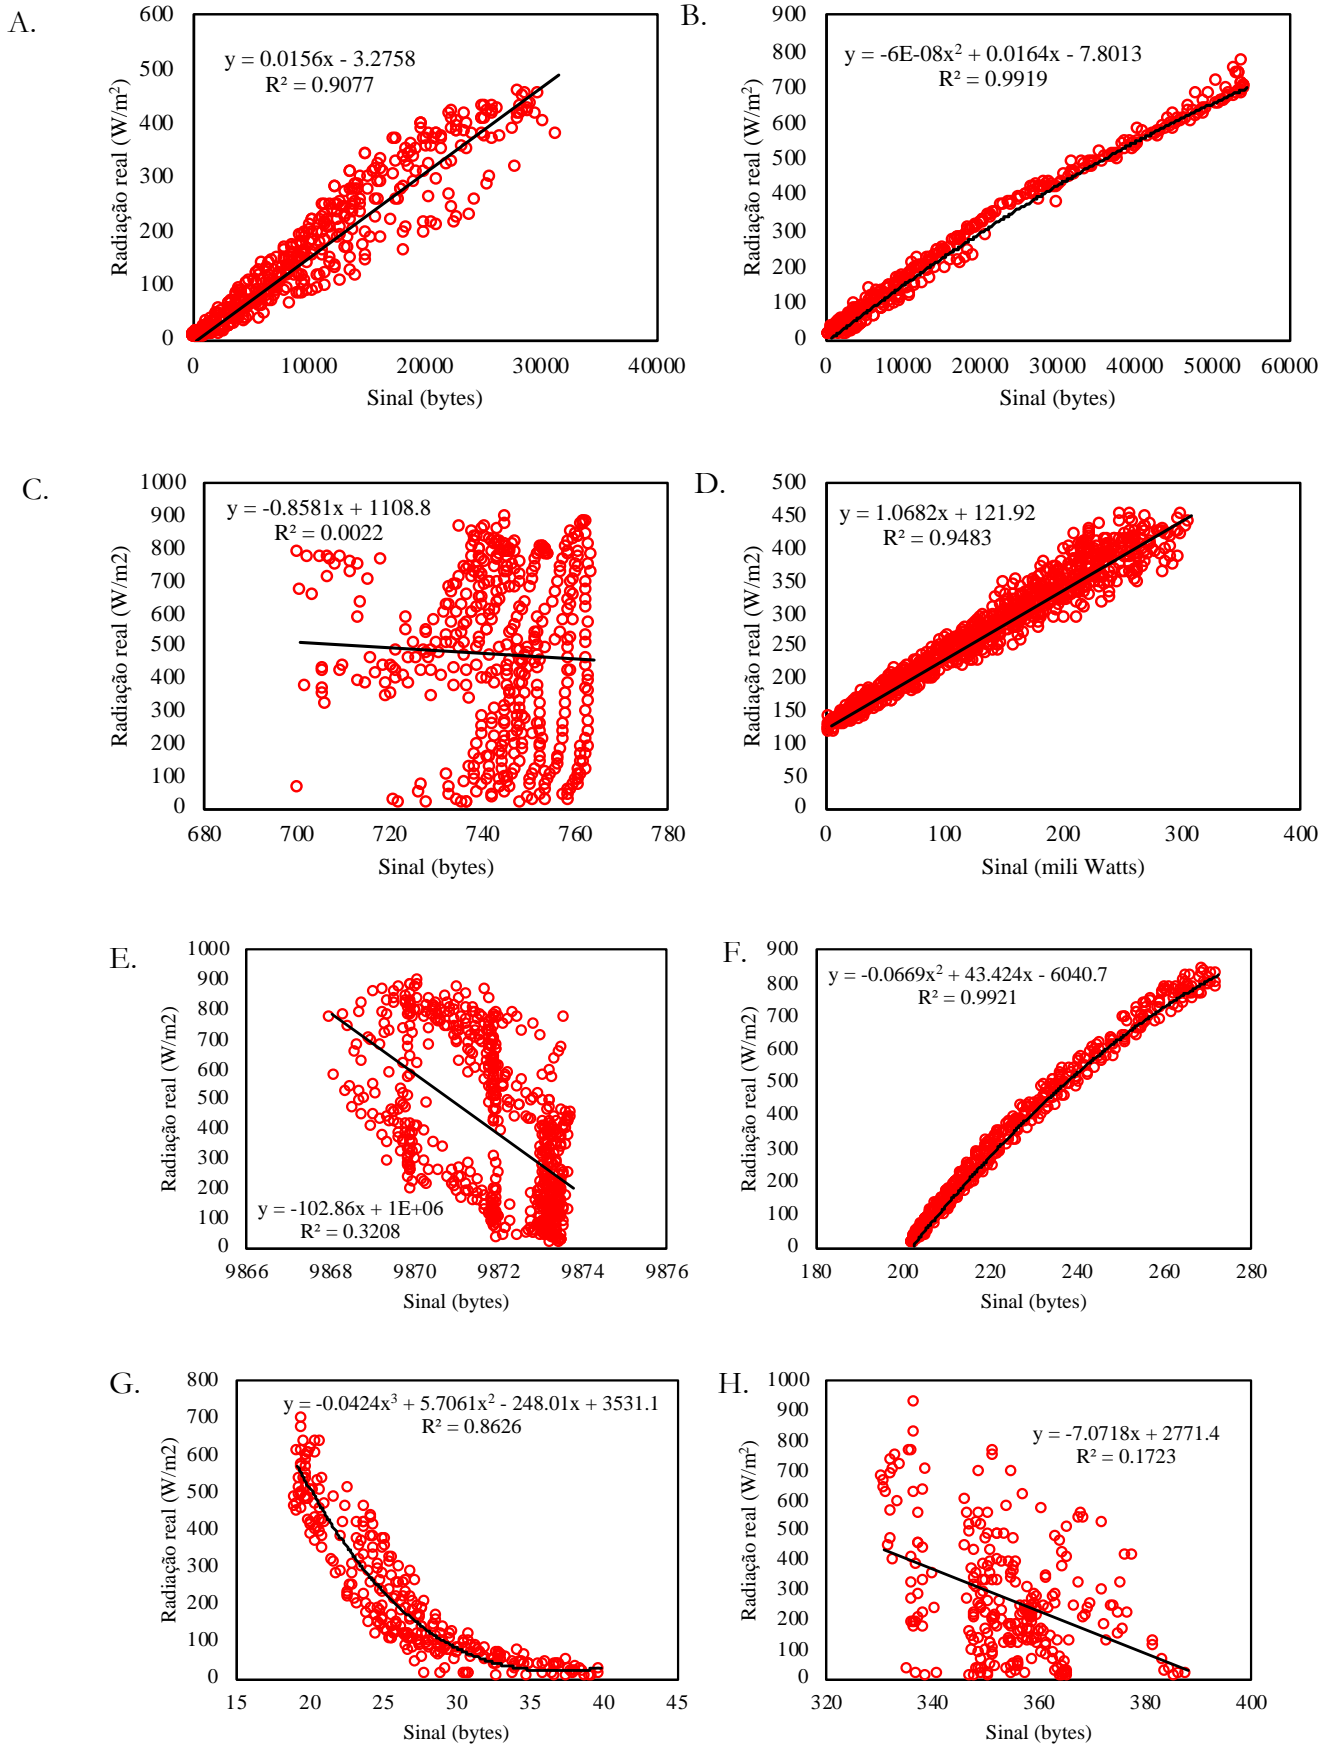 A.
y = 0.0156x - 3.2758
R² = 0.9077
600
500
400
300
200
100
0
0 10000 20000 30000 40000
Radiação real (W/m²)
Sinal (bytes)
B.
y = -6E-08x² + 0.0164x - 7.8013
R² = 0.9919
900
800
700
600
500
400
300
200
100
0
0 10000 20000 30000 40000 50000 60000
Radiação real (W/m²)
Sinal (bytes)
C.
y = -0.8581x + 1108.8
R² = 0.0022
1000
900
800
700
600
500
400
300
200
100
0
680 700 720 740 760 780
Radiação real (W/m2)
Sinal (bytes)
D.
y = 1.0682x + 121.92
R² = 0.9483
500
450
400
350
300
250
200
150
100
50
0
0 100 200 300 400
Radiação real (W/m2)
Sinal (mili Watts)
E.
1000
900
800
700
600
500
400
300
200
100
0
y = -102.86x + 1E+06
R² = 0.3208
9866 9868 9870 9872 9874 9876
Radiação real (W/m2)
Sinal (bytes)
F.
y = -0.0669x² + 43.424x - 6040.7
R² = 0.9921
900
800
700
600
500
400
300
200
100
0
180 200 220 240 260 280
Radiação real (W/m2)
Sinal (bytes)
G.
y = -0.0424x³ + 5.7061x² - 248.01x + 3531.1
R² = 0.8626
800
700
600
500
400
300
200
100
0
15 20 25 30 35 40 45
Radiação real (W/m2)
Sinal (bytes)
H.
y = -7.0718x + 2771.4
R² = 0.1723
1000
900
800
700
600
500
400
300
200
100
0
320 340 360 380 400
Radiação real (W/m²)
Sinal (bytes)